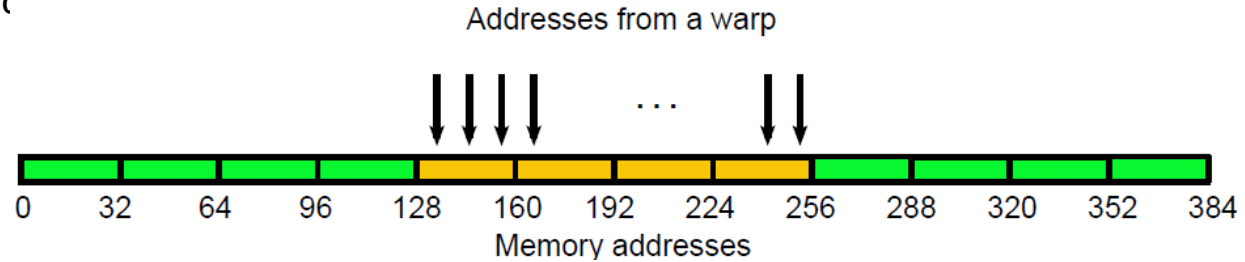 Addresses from a warp
...
0 32 64 96 128 160 192 224 256 288 320 352 384
Memory addresses